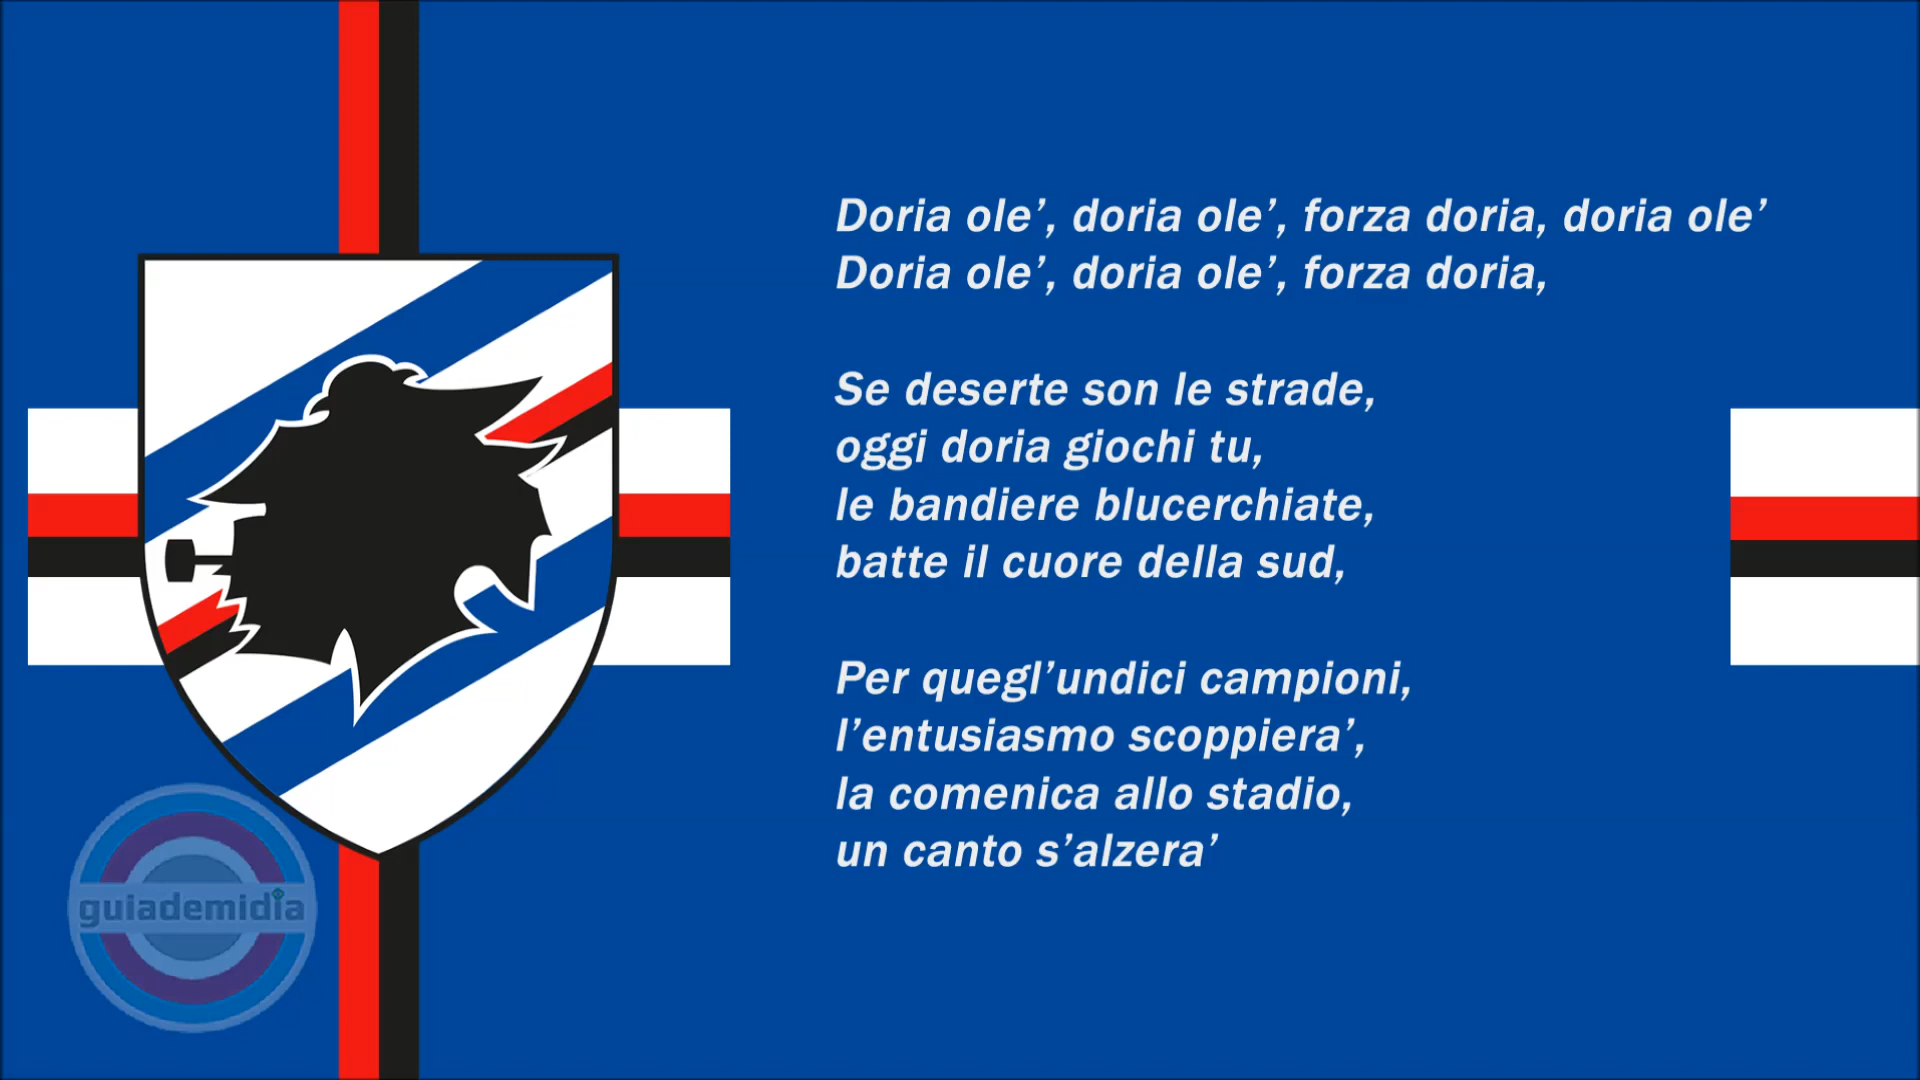 Doria ole’, doria ole’, forza doria, doria ole’
Doria ole’, doria ole’, forza doria,
Se deserte son le strade,
oggi doria giochi tu,
le bandiere blucerchiate,
batte il cuore della sud,
Per quegl’undici campioni,
l’entusiasmo scoppiera’,
la comenica allo stadio,
un canto s’alzera’
guiademidia